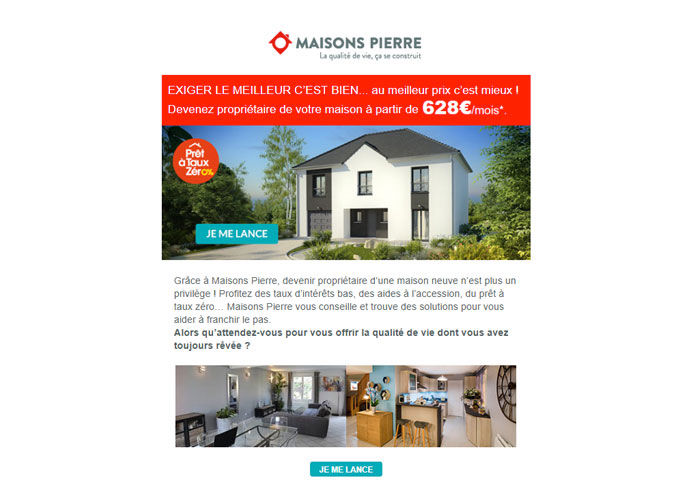 MAISONS PIERRE
La qualité de vie, ça se construit
EXIGER LE MEILLEUR C'EST BIEN... au meilleur prix c'est mieux !
Devenez propriétaire de votre maison à partir de 628€/mois*.
Prêt
à Taux
Zér0%
JE ME LANCE
Grâce à Maisons Pierre, devenir propriétaire d'une maison neuve n'est plus un
privilège ! Profitez des taux d'intérêts bas, des aides à l'accession, du prêt à
taux zéro... Maisons Pierre vous conseille et trouve des solutions pour vous
aider à franchir le pas.
Alors qu'attendez-vous pour vous offrir la qualité de vie dont vous avez
toujours rêvée ?
JE ME LANCE